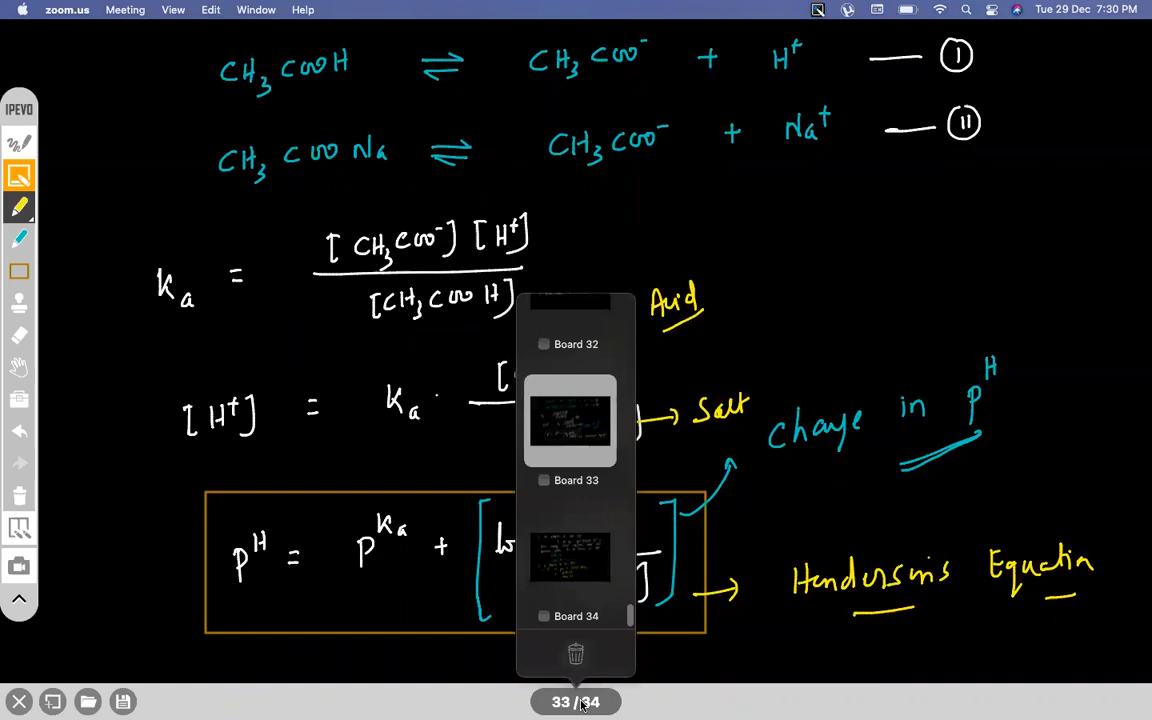 zoom.us Meeting View Edit Window Help Tue 29 Dec 7:30 PM
CH₃COOH ⇌ CH₃COO⁻ + H⁺ — I
CH₃COONa ⇌ CH₃COO⁻ + Na⁺ — II
IPEVO
Ka = [CH₃COO⁻] [H⁺]
[CH₃COOH]
Acid
Board 32
[H⁺] = Ka · [
] → Salt
Change in pH
Board 33
pH = pKa + [
]
→ Henderson's Equation
Board 34
33 / 34